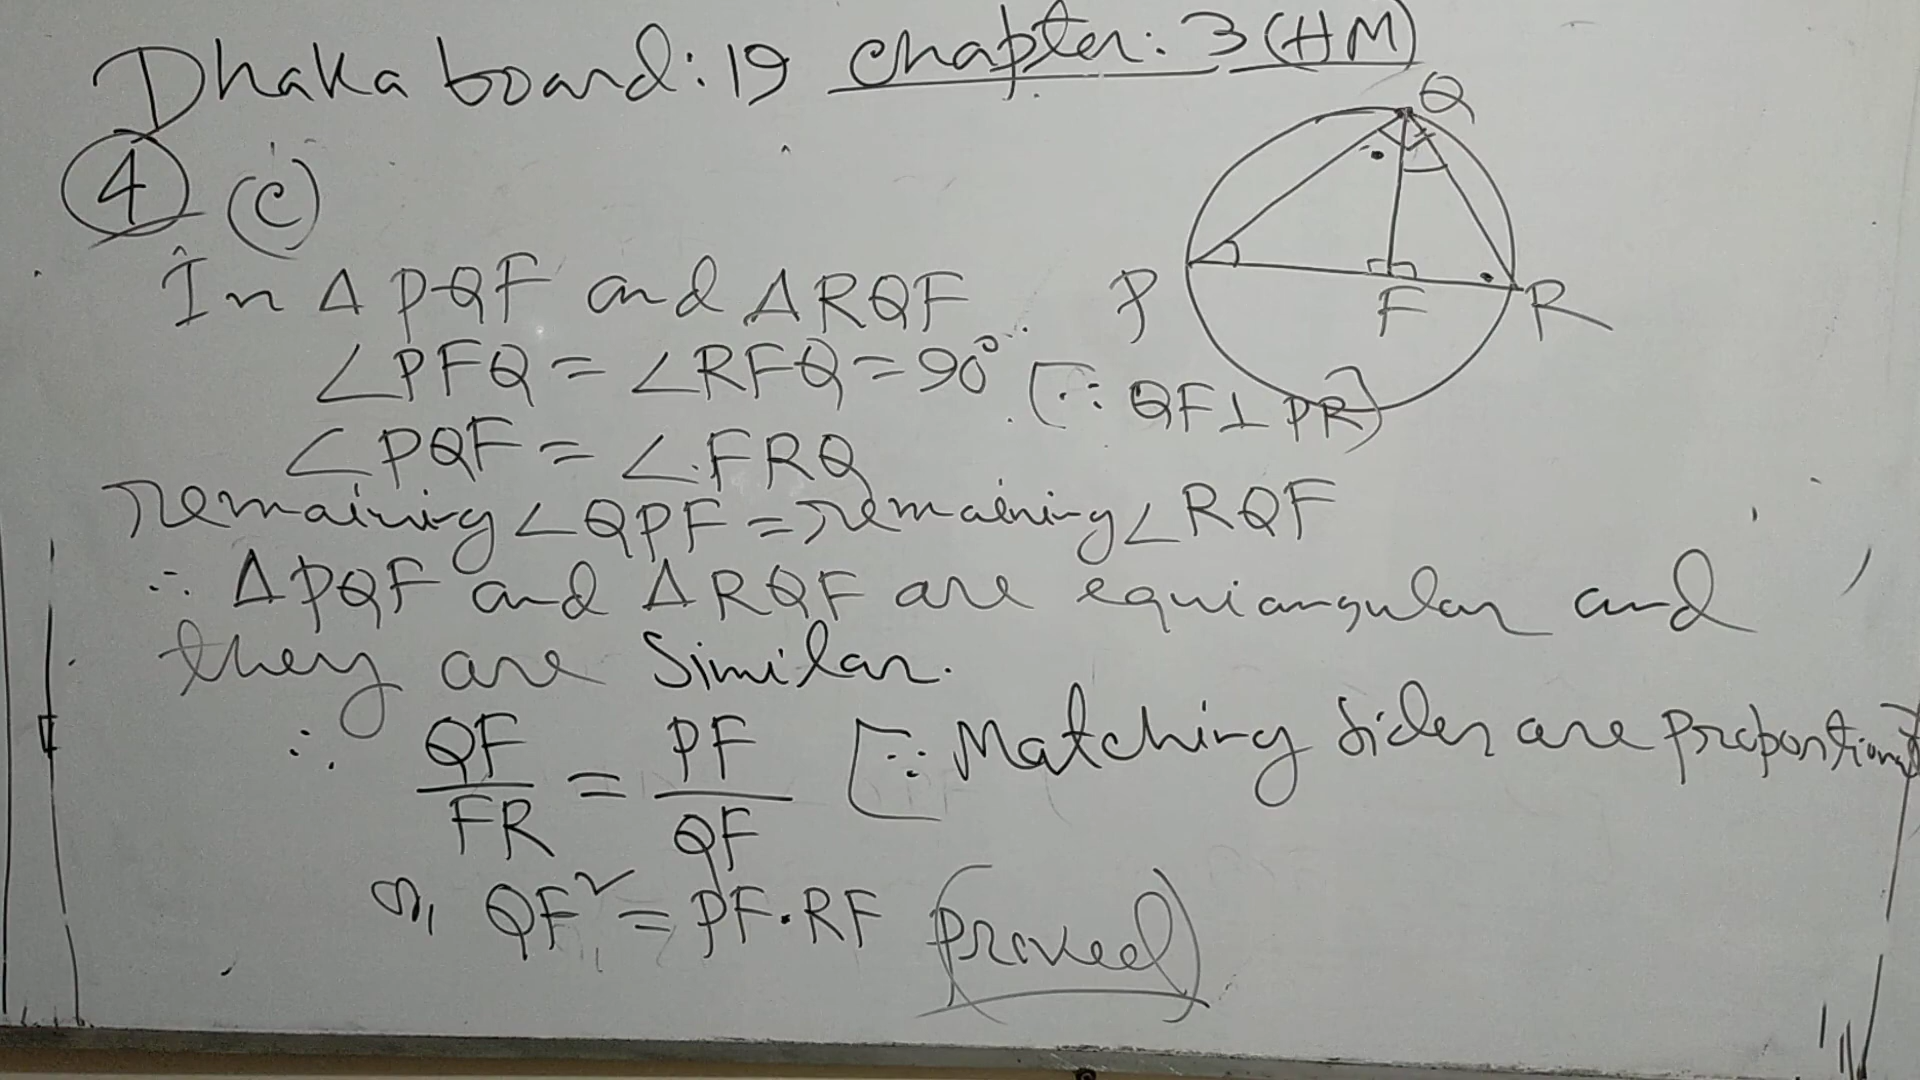 Dhaka board: 19 chapter: 3 (HM)
4 (c)
Q
P
F
R
In Δ PQF and Δ RQF
∠PFQ = ∠RFQ = 90° [∵ QF⊥PR]
∠PQF = ∠FRQ
remaining ∠QPF = remaining ∠RQF
∴ ΔPQF and ΔRQF are equiangular and
they are Similar.
∴ QF/FR = PF/QF [∵ Matching sides are proportional]
or, QF² = PF·RF (proved)